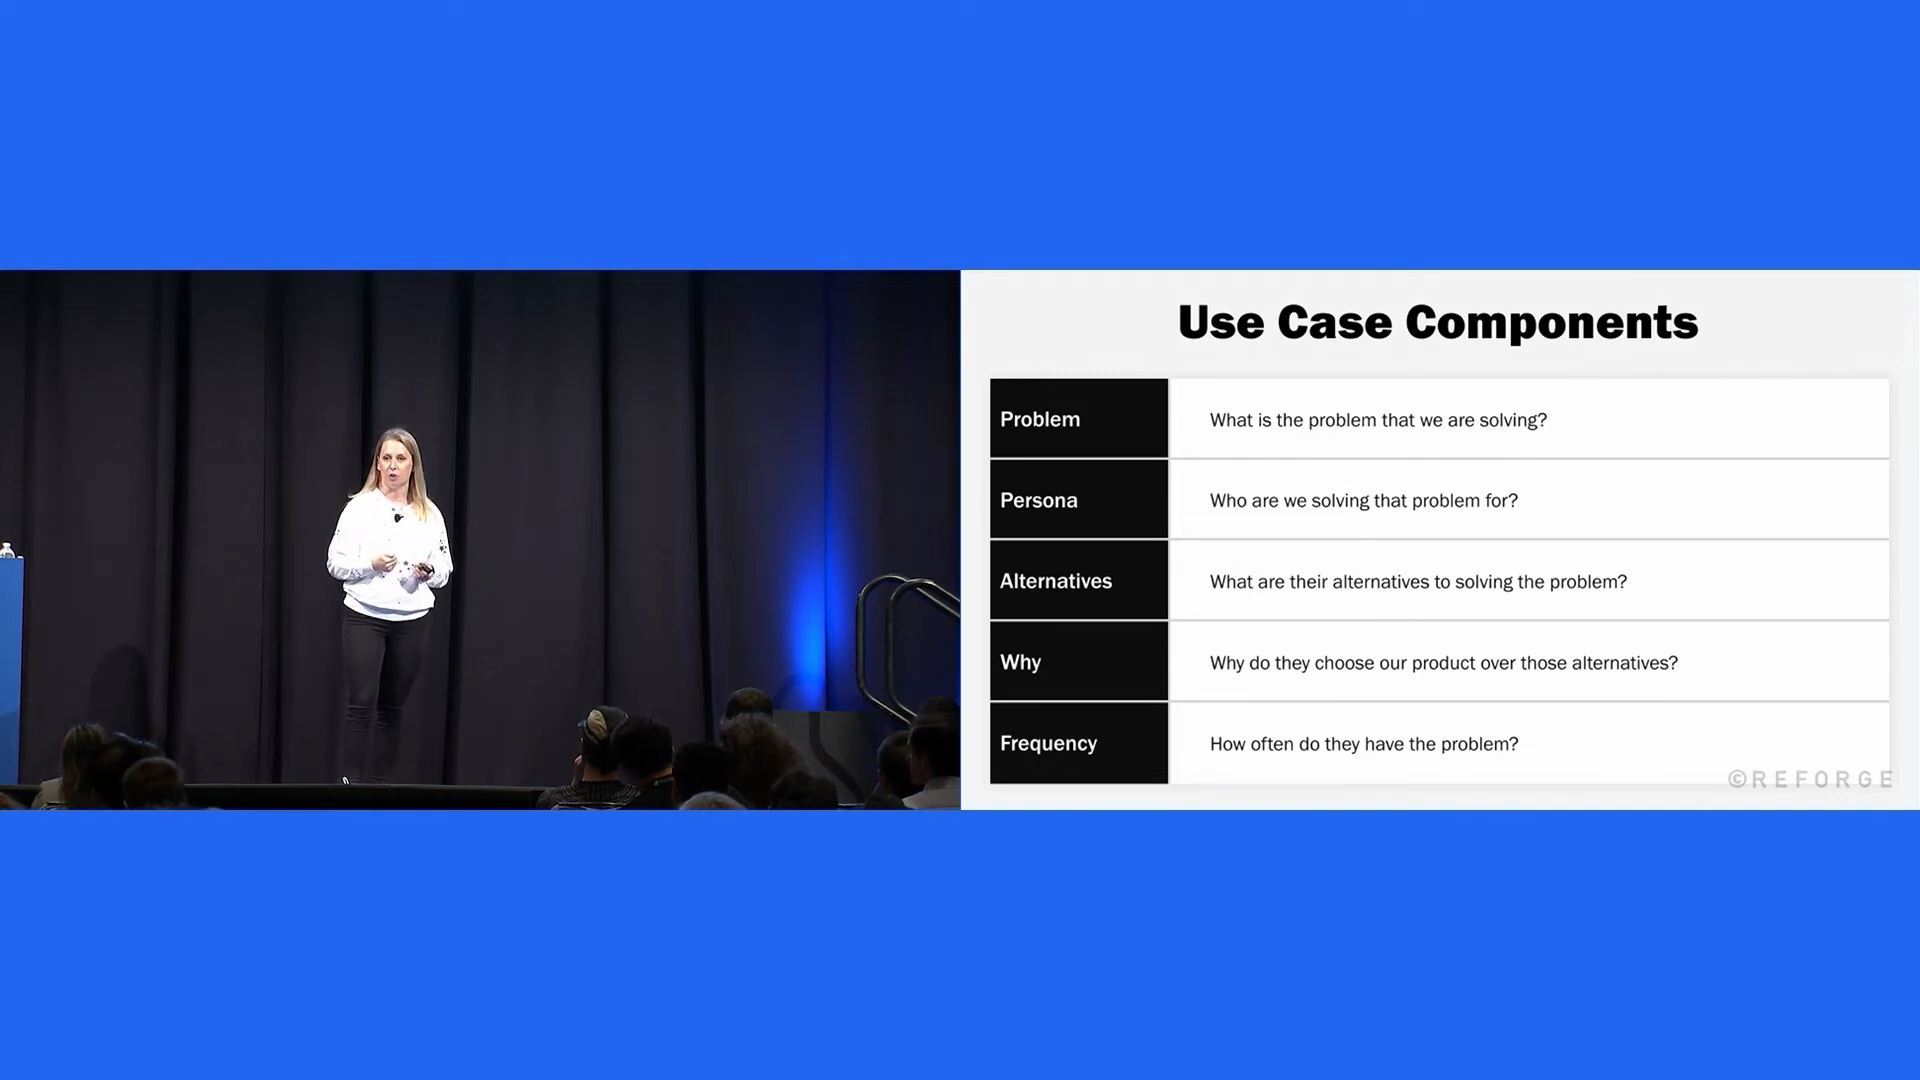 Use Case Components
Problem
What is the problem that we are solving?
Persona
Who are we solving that problem for?
Alternatives
What are their alternatives to solving the problem?
Why
Why do they choose our product over those alternatives?
Frequency
How often do they have the problem?
©REFORGE